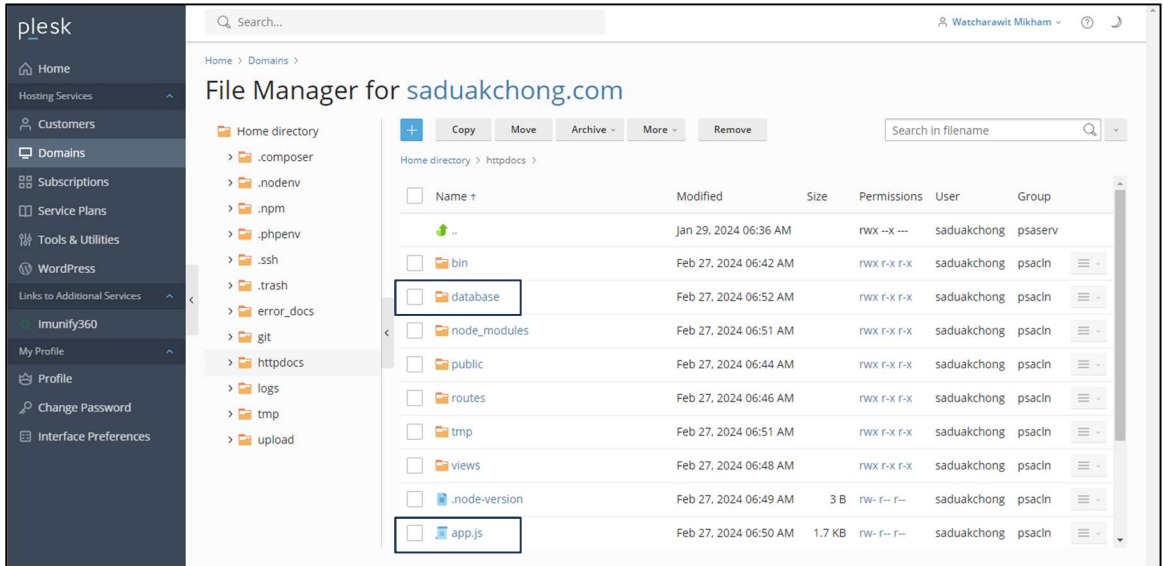 plesk
Search...
Watcharawit Mikham
Home
Hosting Services
Customers
Domains
Subscriptions
Service Plans
Tools & Utilities
WordPress
Links to Additional Services
Imunify360
My Profile
Profile
Change Password
Interface Preferences
Home > Domains >
File Manager for saduakchong.com
Home directory
.composer
.nodenv
.npm
.phpenv
.ssh
.trash
error_docs
git
httpdocs
logs
tmp
upload
+ Copy Move Archive More Remove Search in filename
Home directory > httpdocs >
Name ↑ Modified Size Permissions User Group
.. Jan 29, 2024 06:36 AM rwx --x --- saduakchong psaserv
bin Feb 27, 2024 06:42 AM rwx r-x r-x saduakchong psacln
database Feb 27, 2024 06:52 AM rwx r-x r-x saduakchong psacln
node_modules Feb 27, 2024 06:51 AM rwx r-x r-x saduakchong psacln
public Feb 27, 2024 06:44 AM rwx r-x r-x saduakchong psacln
routes Feb 27, 2024 06:46 AM rwx r-x r-x saduakchong psacln
tmp Feb 27, 2024 06:51 AM rwx r-x r-x saduakchong psacln
views Feb 27, 2024 06:48 AM rwx r-x r-x saduakchong psacln
.node-version Feb 27, 2024 06:49 AM 3 B rw- r-- r-- saduakchong psacln
app.js Feb 27, 2024 06:50 AM 1.7 KB rw- r-- r-- saduakchong psacln